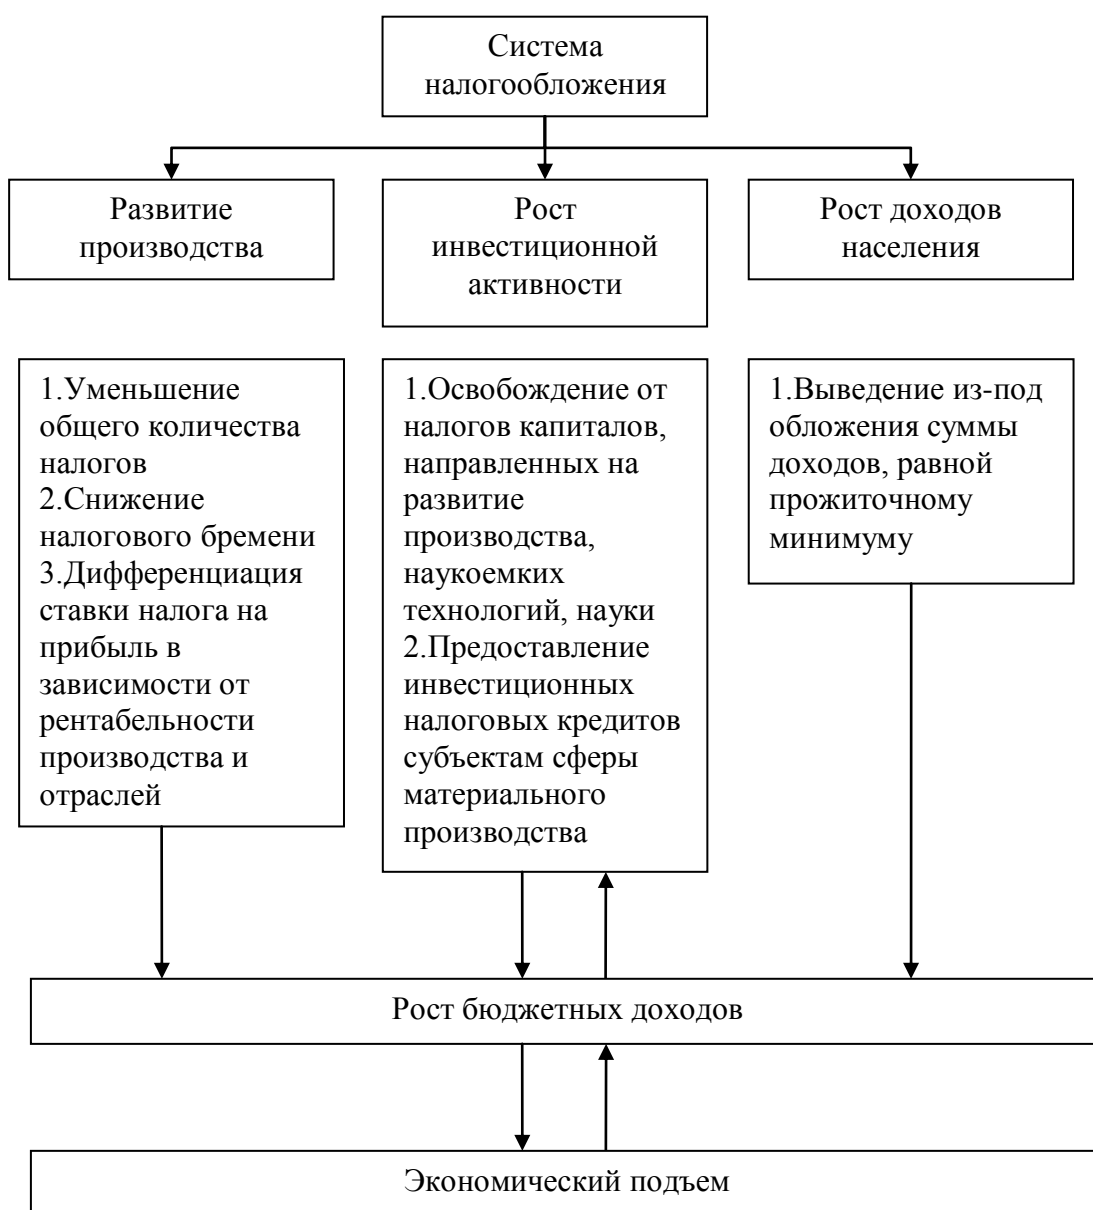 Система
налогообложения
Развитие
производства
Рост
инвестиционной
активности
Рост доходов
населения
1.Уменьшение
общего количества
налогов
2.Снижение
налогового бремени
3.Дифференциация
ставки налога на
прибыль в
зависимости от
рентабельности
производства и
отраслей
1.Освобождение от
налогов капиталов,
направленных на
развитие
производства,
наукоемких
технологий, науки
2.Предоставление
инвестиционных
налоговых кредитов
субъектам сферы
материального
производства
1.Выведение из-под
обложения суммы
доходов, равной
прожиточному
минимуму
Рост бюджетных доходов
Экономический подъем